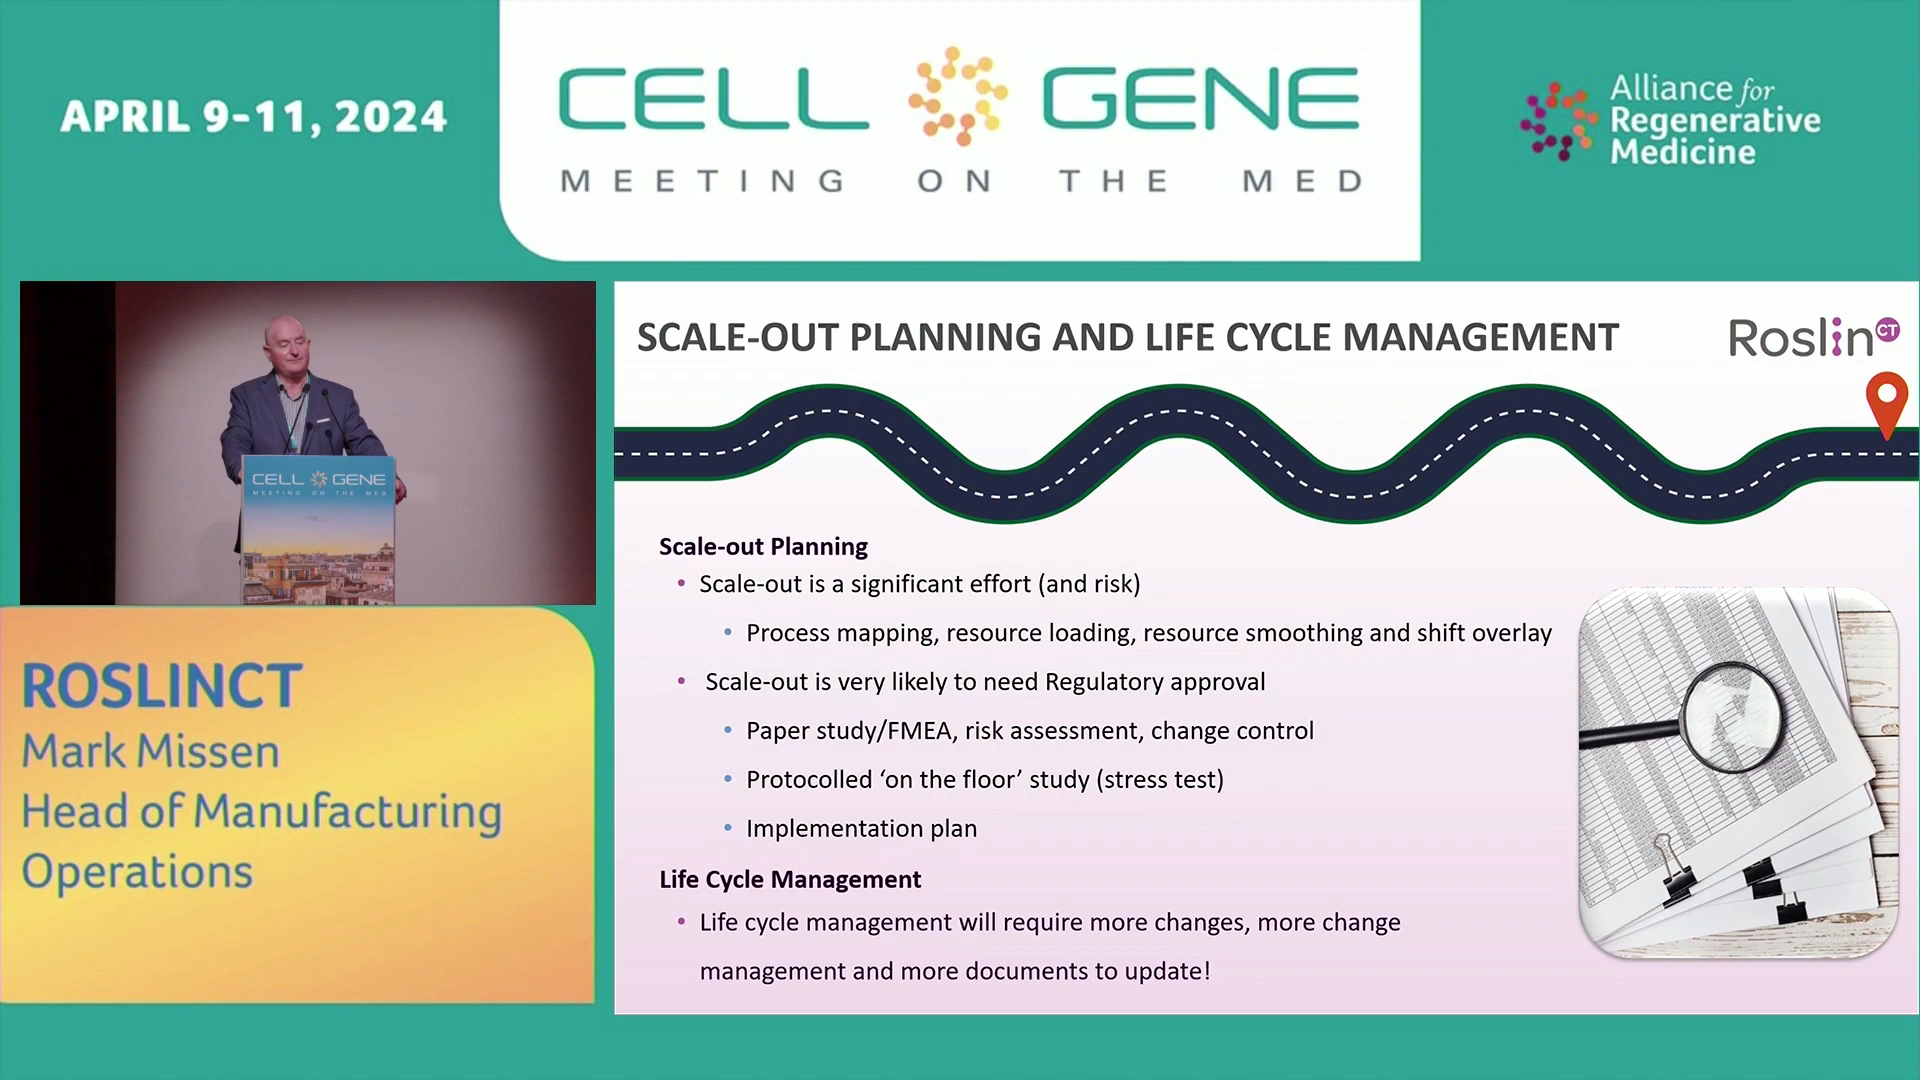 APRIL 9-11, 2024
CELL GENE
MEETING ON THE MED
Alliance for
Regenerative
Medicine
CELL GENE
MEETING ON THE MED
ROSLINCT
Mark Missen
Head of Manufacturing
Operations
SCALE-OUT PLANNING AND LIFE CYCLE MANAGEMENT
Roslin CT
Scale-out Planning
• Scale-out is a significant effort (and risk)
• Process mapping, resource loading, resource smoothing and shift overlay
• Scale-out is very likely to need Regulatory approval
• Paper study/FMEA, risk assessment, change control
• Protocolled ‘on the floor’ study (stress test)
• Implementation plan
Life Cycle Management
• Life cycle management will require more changes, more change
management and more documents to update!